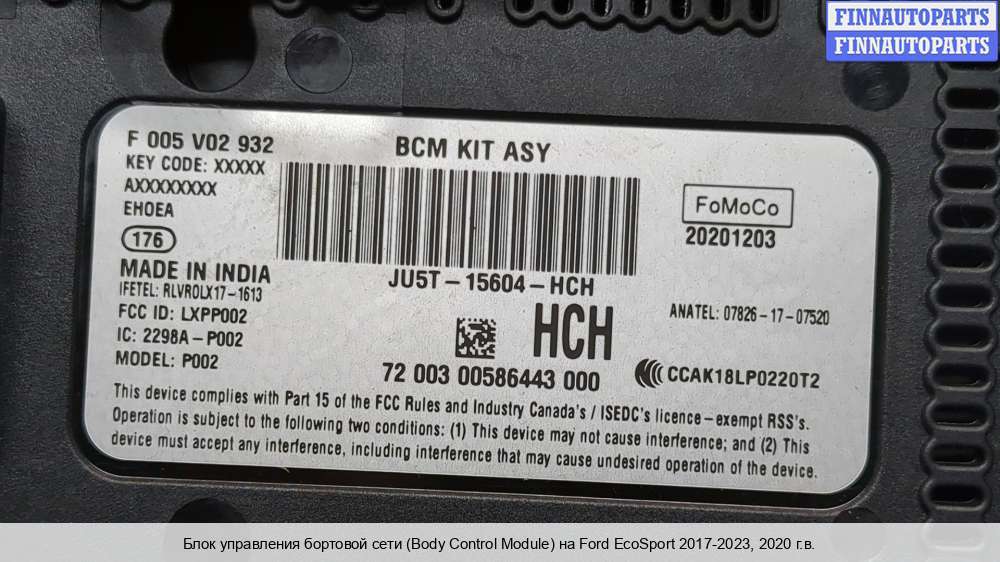 FINNAUTOPARTS
FINNAUTOPARTS
F 005 V02 932
BCM KIT ASY
KEY CODE: XXXXX
AXXXXXXXX
EHOEA
176
MADE IN INDIA
IFETEL: RLVROLX17-1613
FCC ID: LXPP002
IC: 2298A-P002
MODEL: P002
JU5T-15604-HCH
HCH
72 003 00586443 000
FoMoCo
20201203
ANATEL: 07826-17-07520
CCAK18LP0220T2
This device complies with Part 15 of the FCC Rules and Industry Canada's / ISEDC's licence-exempt RSS's.
Operation is subject to the following two conditions: (1) This device may not cause interference; and (2) This
device must accept any interference, including interference that may cause undesired operation of the device.
Блок управления бортовой сети (Body Control Module) на Ford EcoSport 2017-2023, 2020 г.в.